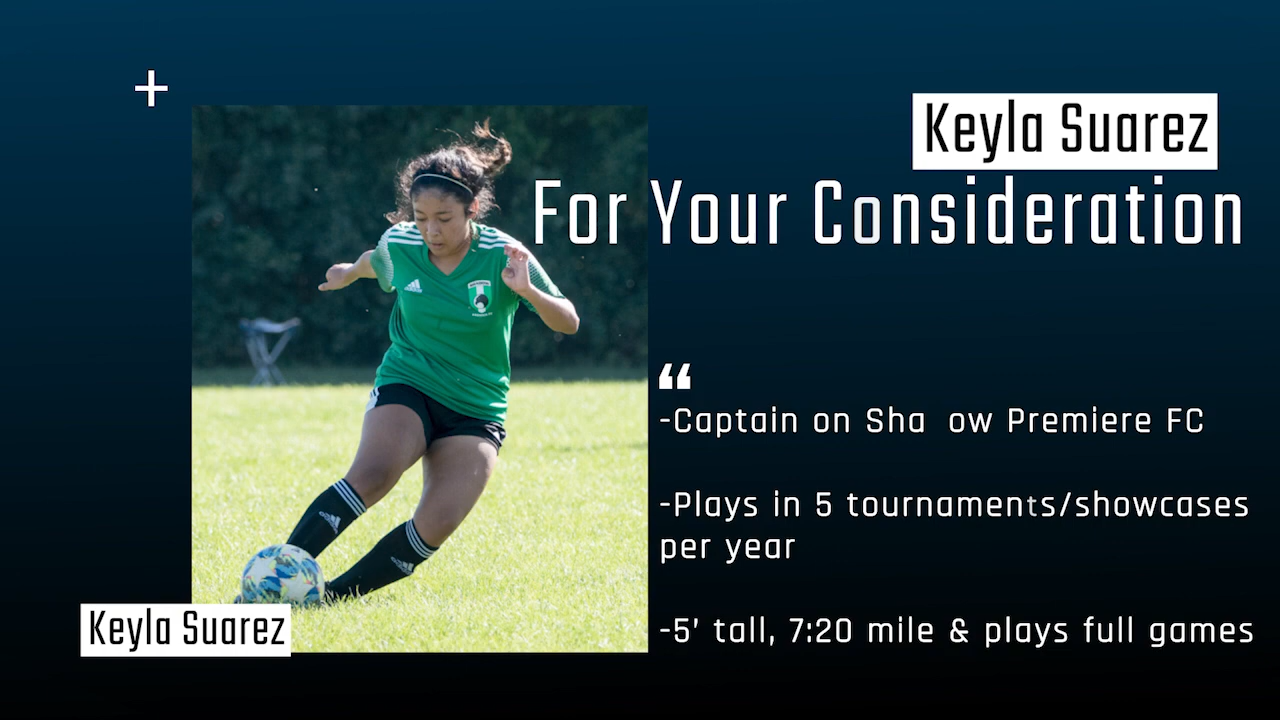 Keyla Suarez
For Your Consideration
“
-Captain on Sha ow Premiere FC
-Plays in 5 tournaments/showcases
per year
-5’ tall, 7:20 mile & plays full games
Keyla Suarez